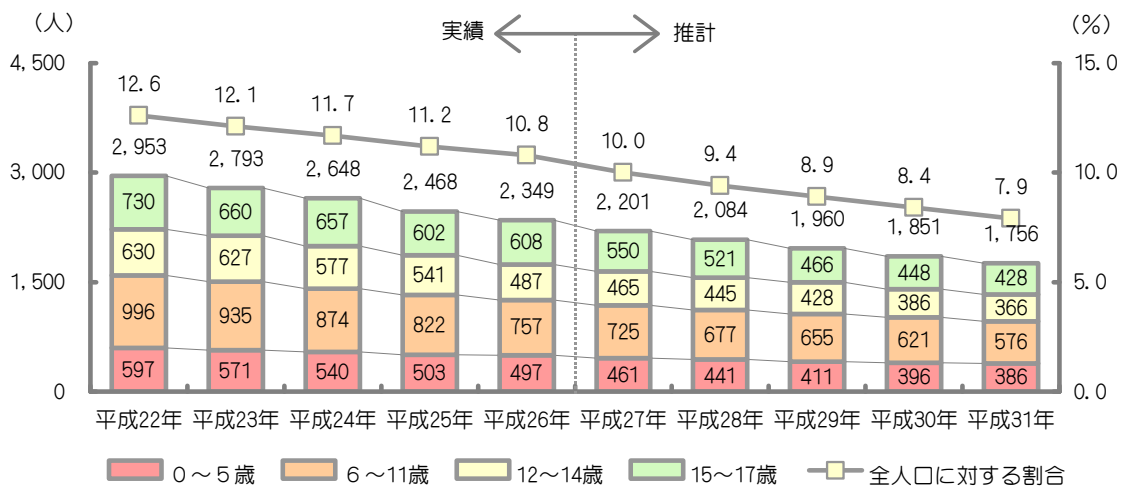 (人) 実績 推計 (%)
4,500 15.0
12.6 12.1 11.7 11.2 10.8 10.0 9.4 8.9 8.4 7.9
2,953 2,793 2,648 2,468 2,349 2,201 2,084 1,960 1,851 1,756
3,000 10.0
730 660 657 602 608 550 521 466 448 428
630 627 577 541 487 465 445 428 386 366
1,500 5.0
996 935 874 822 757 725 677 655 621 576
597 571 540 503 497 461 441 411 396 386
0 0.0
平成22年 平成23年 平成24年 平成25年 平成26年 平成27年 平成28年 平成29年 平成30年 平成31年
0~5歳 6~11歳 12~14歳 15~17歳 全人口に対する割合